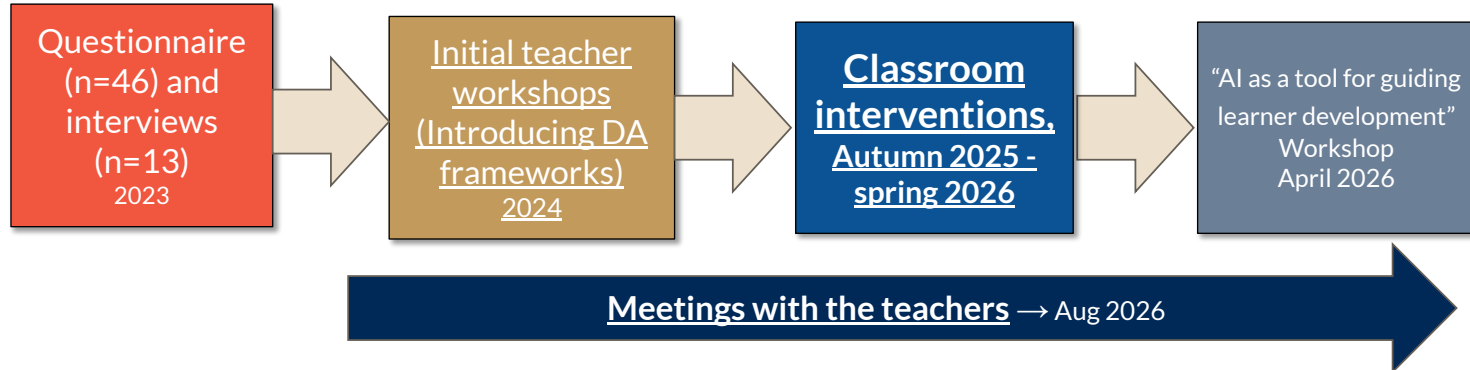 Questionnaire
(n=46) and
interviews
(n=13)
2023
Initial teacher
workshops
(Introducing DA
frameworks)
2024
Classroom
interventions,
Autumn 2025 -
spring 2026
“AI as a tool for guiding
learner development”
Workshop
April 2026
Meetings with the teachers → Aug 2026